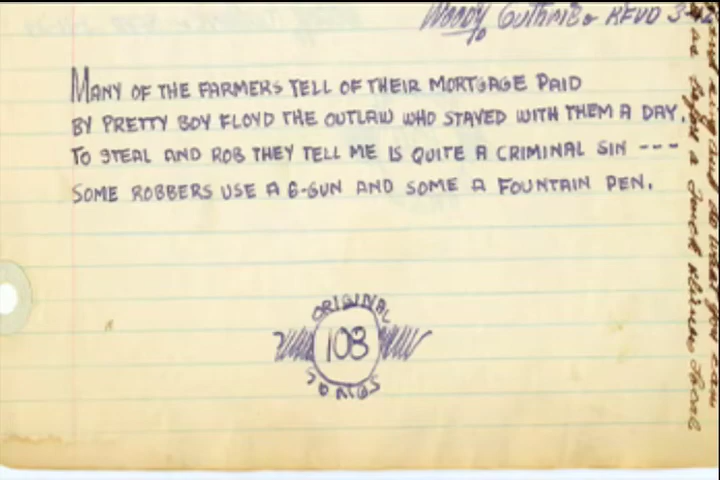 Woody Guthrie KFVD 3-
MANY OF THE FARMERS TELL OF THEIR MORTGAGE PAID
BY PRETTY BOY FLOYD THE OUTLAW WHO STAYED WITH THEM A DAY.
TO STEAL AND ROB THEY TELL ME IS QUITE A CRIMINAL SIN ---
SOME ROBBERS USE A G-GUN AND SOME A FOUNTAIN PEN.
ORIGINAL
108
SONGS